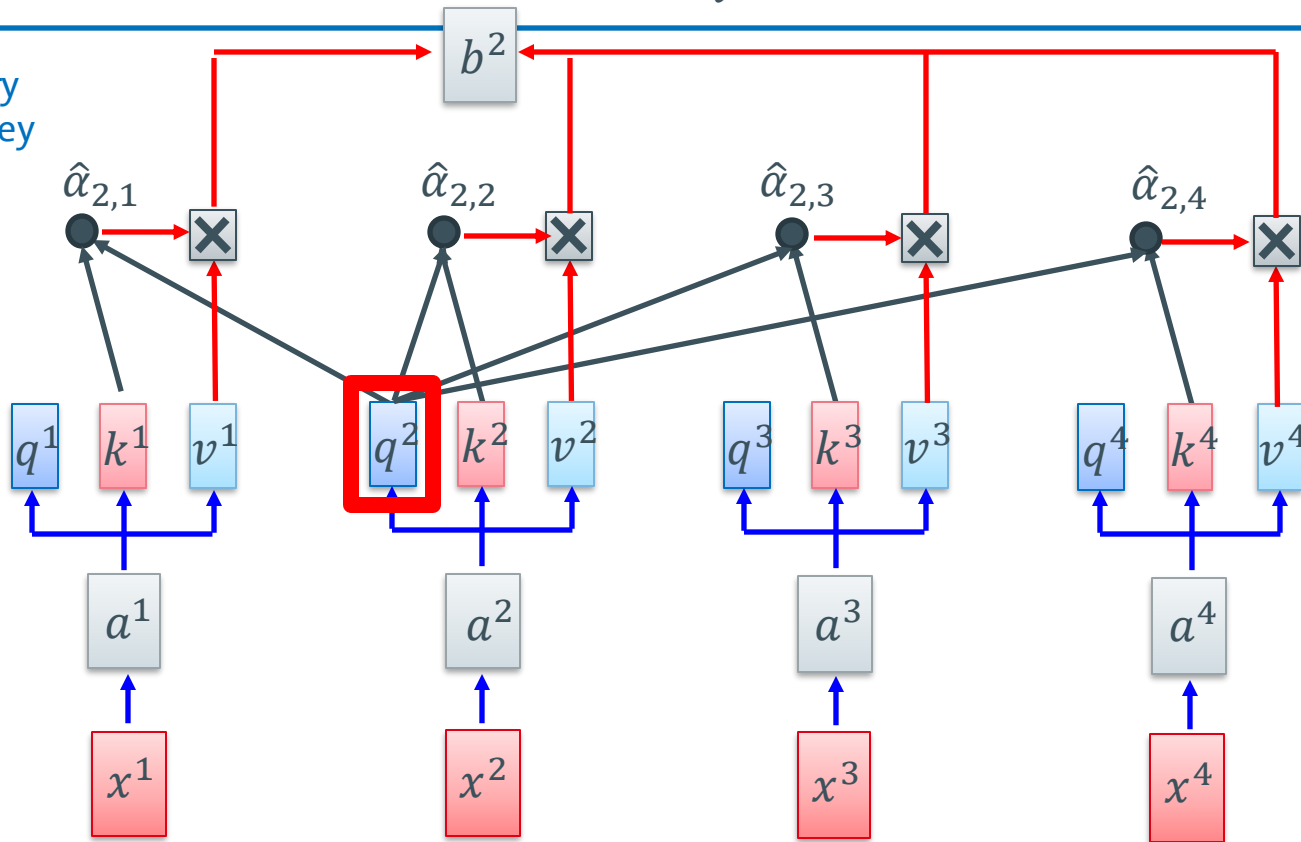 b²
ry
ey
α̂₂,₁ α̂₂,₂ α̂₂,₃ α̂₂,₄
q¹ k¹ v¹ q² k² v² q³ k³ v³ q⁴ k⁴ v⁴
a¹ a² a³ a⁴
x¹ x² x³ x⁴